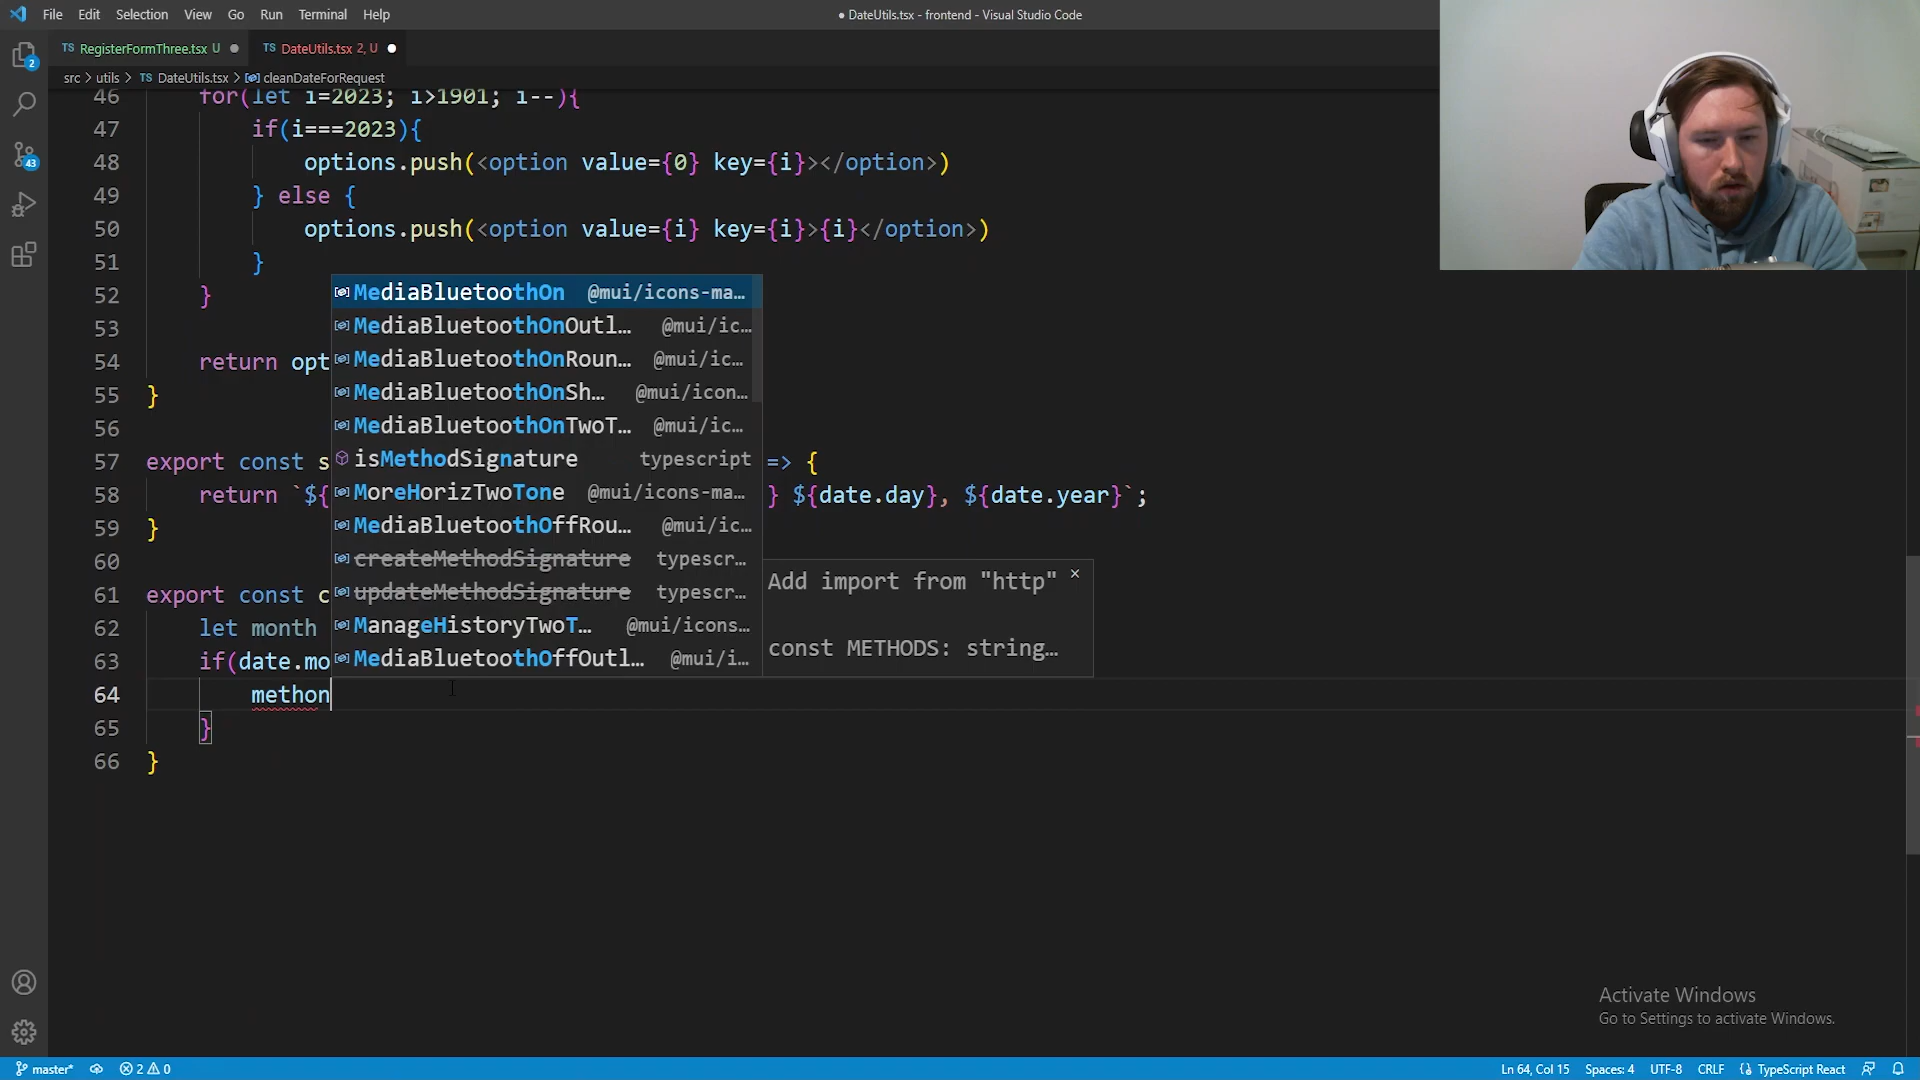 File Edit Selection View Go Run Terminal Help
● DateUtils.tsx - frontend - Visual Studio Code
TS RegisterFormThree.tsx U ● TS DateUtils.tsx 2, U ●
src > utils > TS DateUtils.tsx > cleanDateForRequest
46 for(let i=2023; i>1901; i--){
47 if(i===2023){
48 options.push(<option value={0} key={i}></option>)
49 } else {
50 options.push(<option value={i} key={i}>{i}</option>)
51 }
52 }
53
54 return opt
55 }
56
57 export const s => {
58 return `${ } ${date.day}, ${date.year}`;
59 }
60
61 export const c
62 let month
63 if(date.mo
64 methon
65 }
66 }
MediaBluetoothOn @mui/icons-ma...
MediaBluetoothOnOutl... @mui/ic...
MediaBluetoothOnRoun... @mui/ic...
MediaBluetoothOnSh... @mui/icon...
MediaBluetoothOnTwoT... @mui/ic...
isMethodSignature typescript
MoreHorizTwoTone @mui/icons-ma...
MediaBluetoothOffRou... @mui/ic...
createMethodSignature typescr...
updateMethodSignature typescr...
ManageHistoryTwoT... @mui/icons...
MediaBluetoothOffOutl... @mui/i...
Add import from "http" ×
const METHODS: string...
2
43
Activate Windows
Go to Settings to activate Windows.
master* 2 0 Ln 64, Col 15 Spaces: 4 UTF-8 CRLF {} TypeScript React